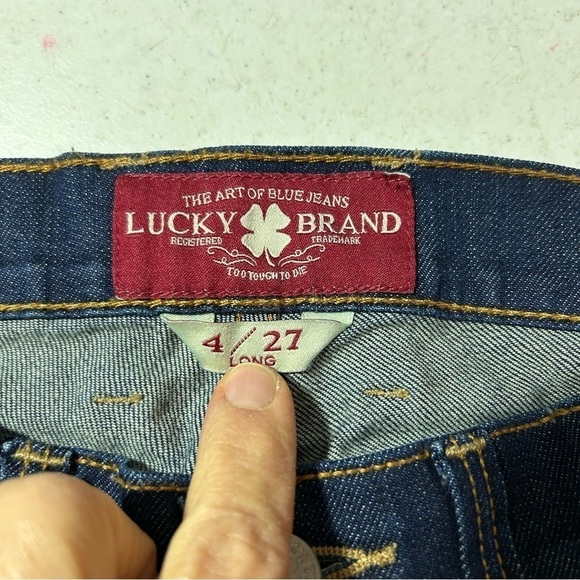 THE ART OF BLUE JEANS
LUCKY BRAND
REGISTERED TRADEMARK
TOO TOUGH TO DIE
4/27
LONG